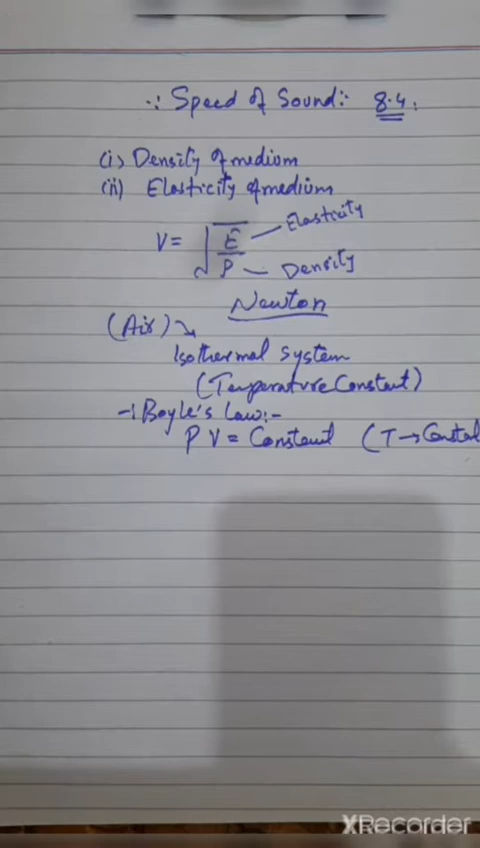 ∴ Speed of Sound:- 8.4.
(i) Density of medium
(ii) Elasticity of medium
V = √E/ρ Elasticity
Density
Newton
(Air)
Isothermal system
(Temperature Constant)
-: Boyle's Law:-
P V = Constant (T→Constat
XRecorder